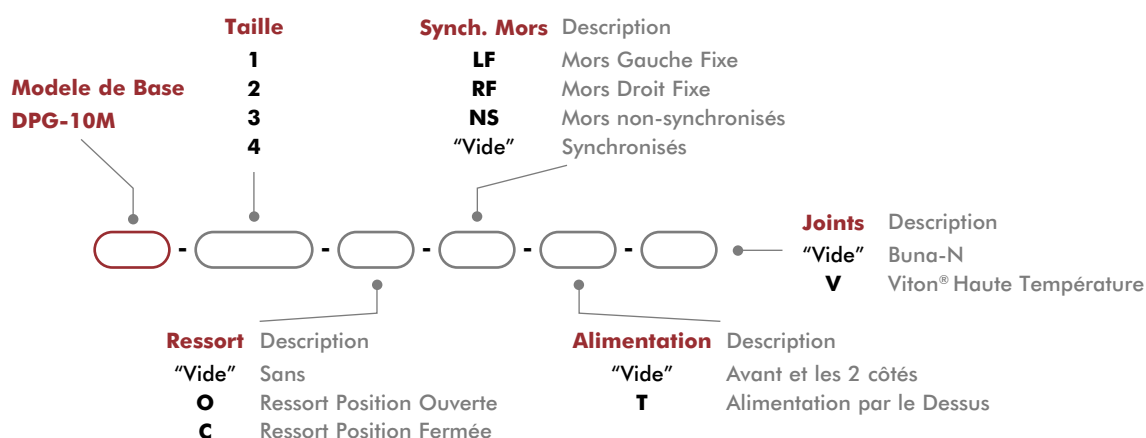 Taille
1
2
3
4
Synch. Mors Description
LF Mors Gauche Fixe
RF Mors Droit Fixe
NS Mors non-synchronisés
“Vide” Synchronisés
Modele de Base
DPG-10M
- - - - -
Joints Description
“Vide” Buna-N
V Viton® Haute Température
Ressort Description
“Vide” Sans
O Ressort Position Ouverte
C Ressort Position Fermée
Alimentation Description
“Vide” Avant et les 2 côtés
T Alimentation par le Dessus